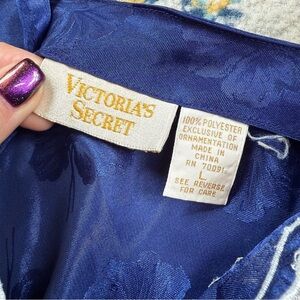 VICTORIA'S
SECRET
100% POLYESTER
EXCLUSIVE OF
ORNAMENTATION
MADE IN
CHINA
RN 70091
L
SEE REVERSE
FOR CARE